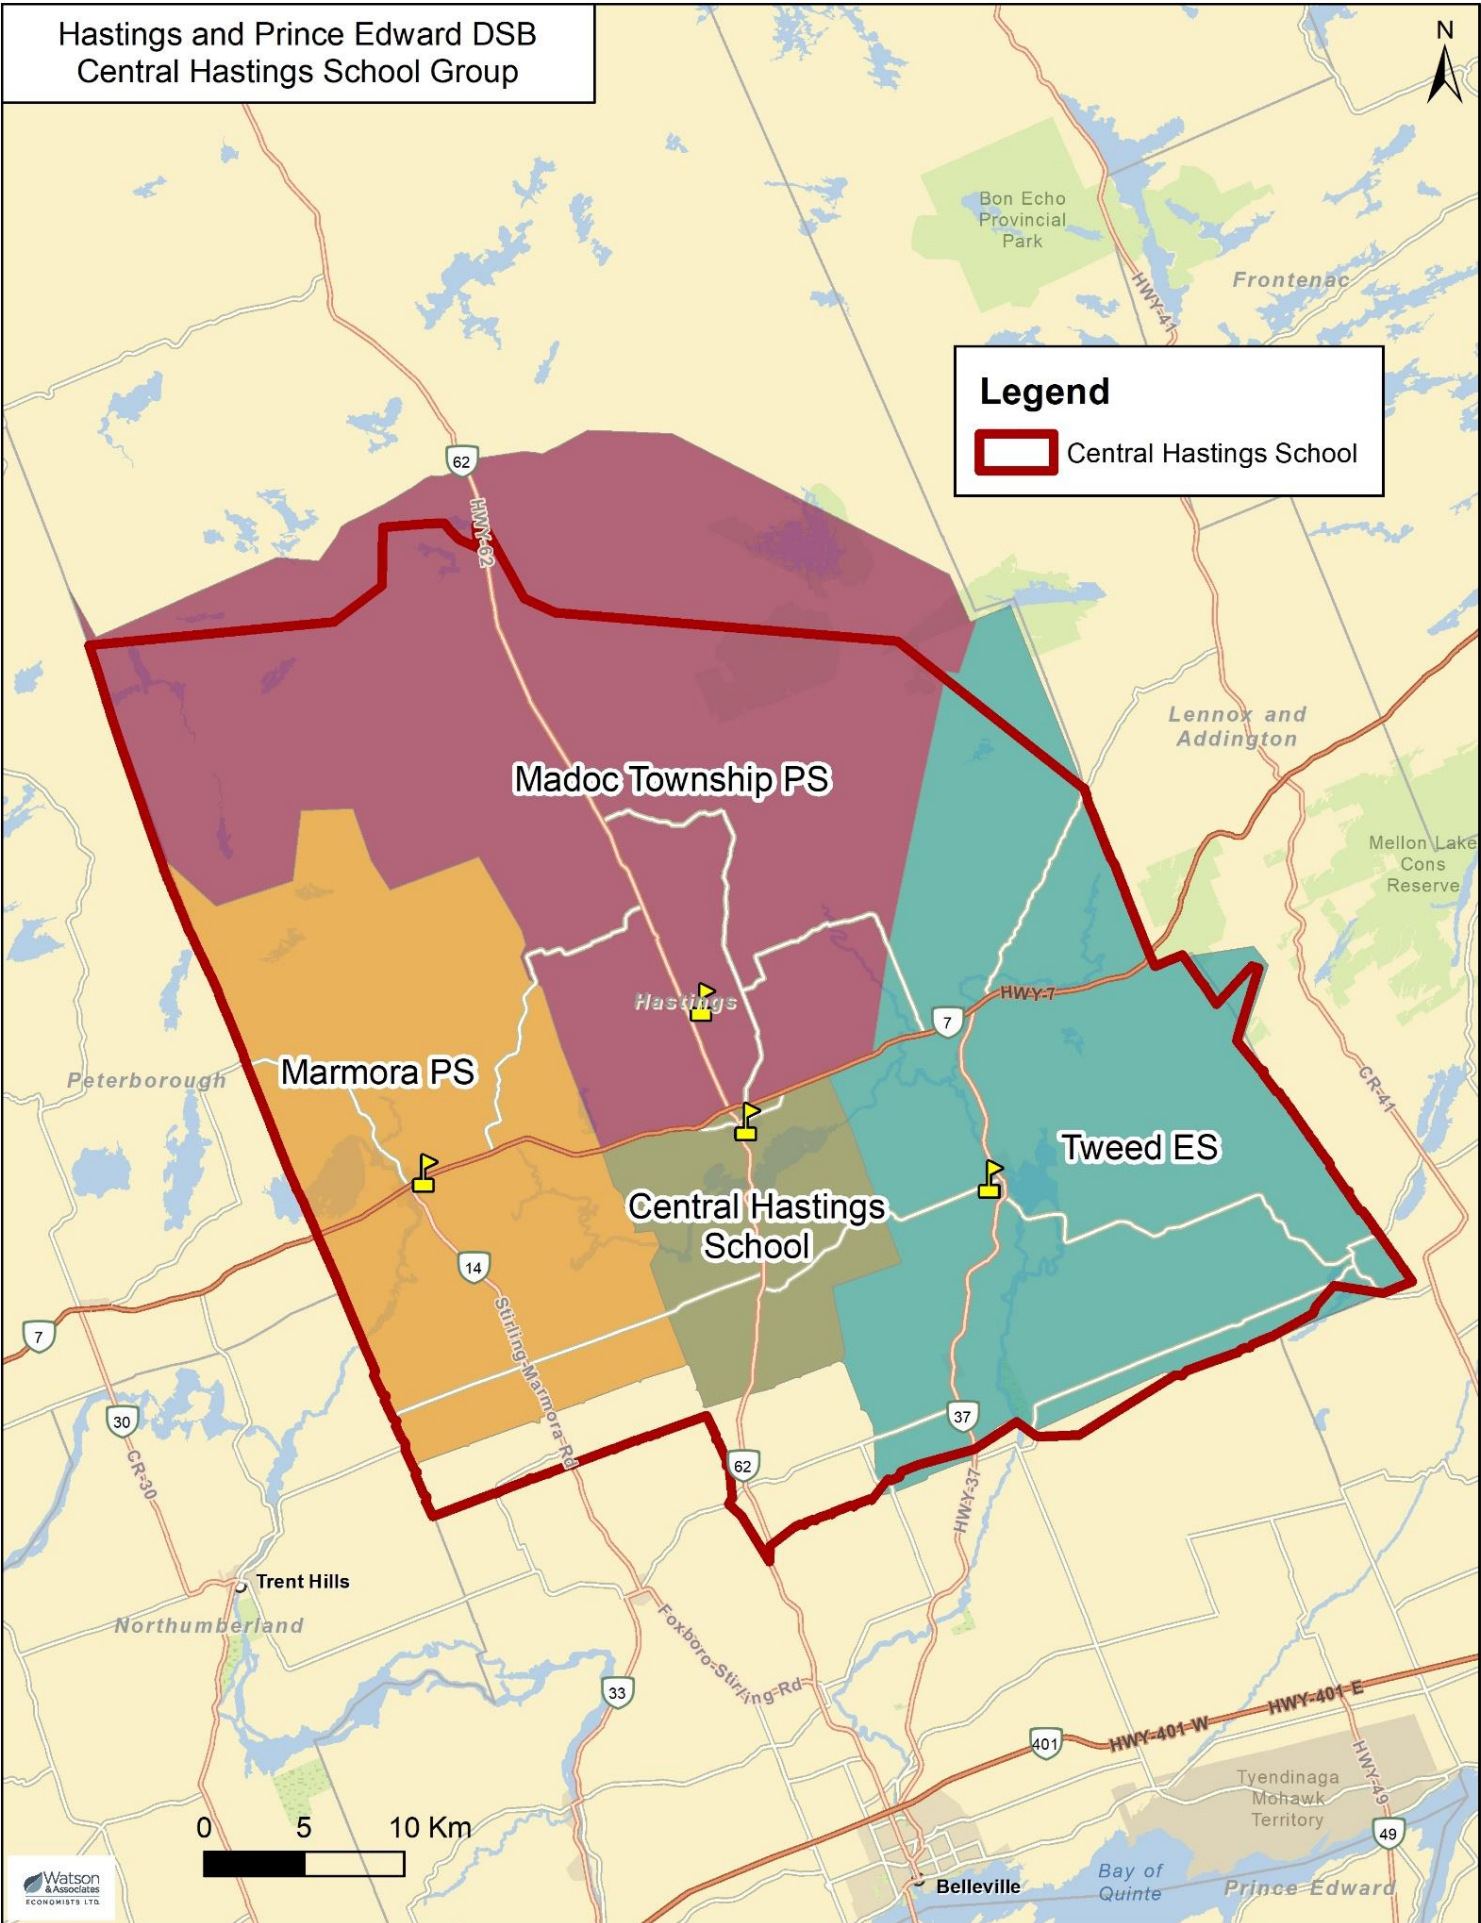 Hastings and Prince Edward DSB
Central Hastings School Group
N
Bon Echo
Provincial
Park
HWY-41
Frontenac
Legend
Central Hastings School
62
HWY-62
Lennox and
Addington
Madoc Township PS
Mellon Lake
Cons
Reserve
Hastings
HWY-7
7
Peterborough
Marmora PS
CR-41
Tweed ES
Central Hastings
School
14
Stirling-Marmora Rd
7
30
CR-30
37
62
HWY-37
Trent Hills
Northumberland
Foxboro-Stirling Rd
33
HWY-401 E
HWY-401 W
401
HWY-49
Tyendinaga
Mohawk
Territory
0 5 10 Km
49
Bay of
Quinte
Belleville
Prince Edward
Watson
& Associates
ECONOMISTS LTD.